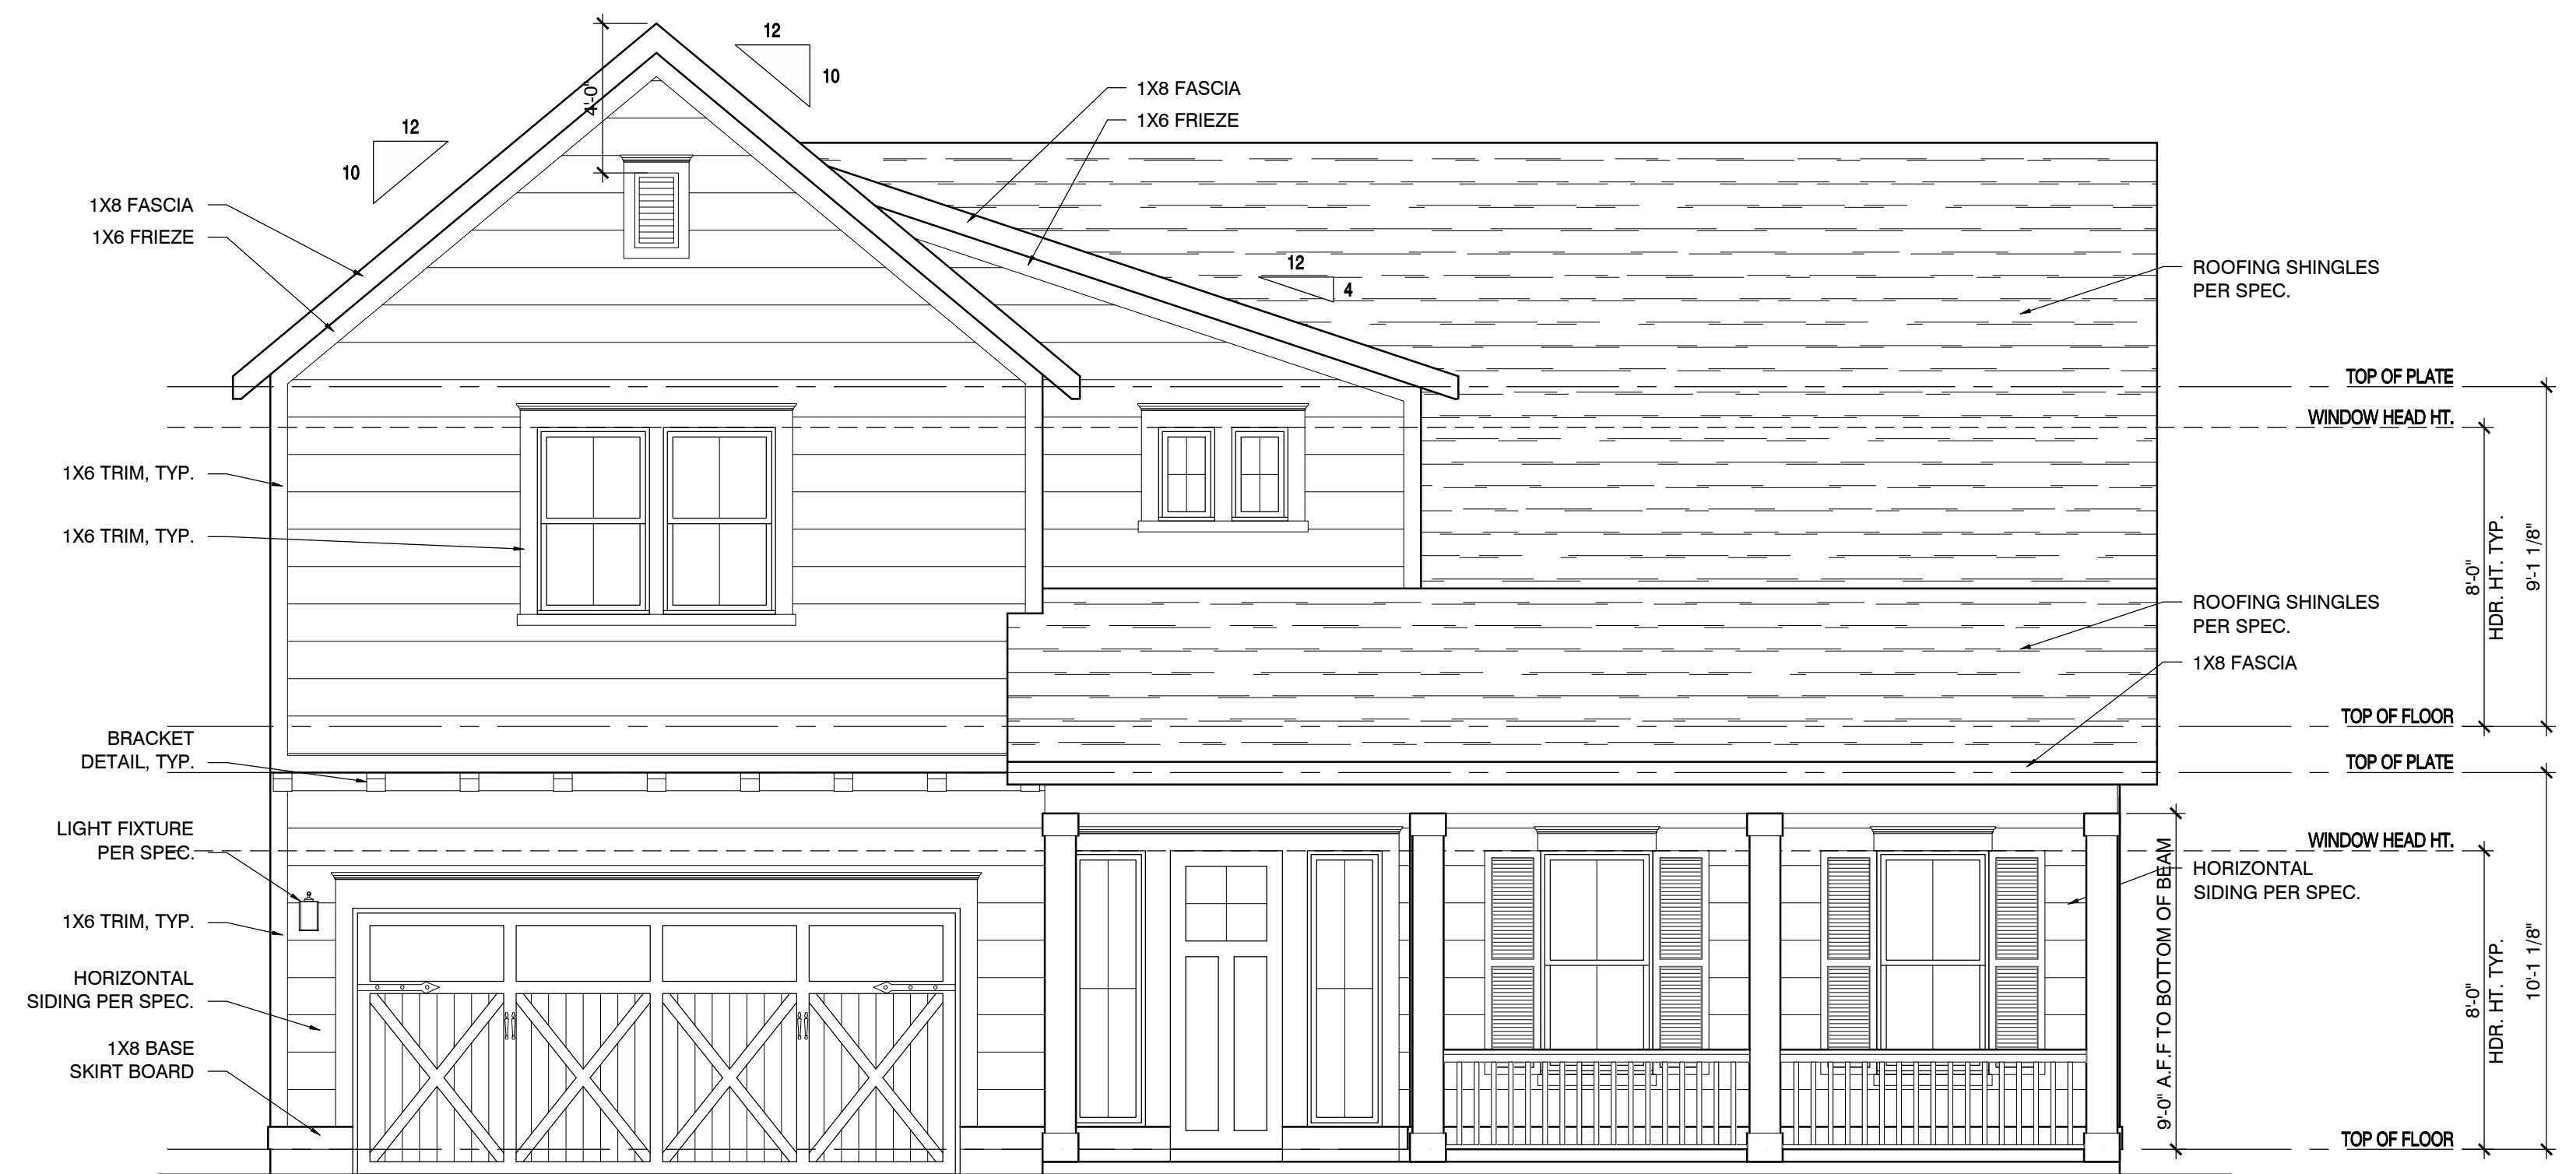 12
10
4'-0"
12
10
1X8 FASCIA
1X6 FRIEZE
1X8 FASCIA
1X6 FRIEZE
12
4
ROOFING SHINGLES
PER SPEC.
TOP OF PLATE
WINDOW HEAD HT.
1X6 TRIM, TYP.
1X6 TRIM, TYP.
8'-0"
HDR. HT. TYP.
9'-1 1/8"
ROOFING SHINGLES
PER SPEC.
1X8 FASCIA
TOP OF FLOOR
BRACKET
DETAIL, TYP.
TOP OF PLATE
LIGHT FIXTURE
PER SPEC.
WINDOW HEAD HT.
HORIZONTAL
SIDING PER SPEC.
1X6 TRIM, TYP.
HORIZONTAL
SIDING PER SPEC.
1X8 BASE
SKIRT BOARD
9'-0" A.F.F TO BOTTOM OF BEAM
8'-0"
HDR. HT. TYP.
10'-1 1/8"
TOP OF FLOOR